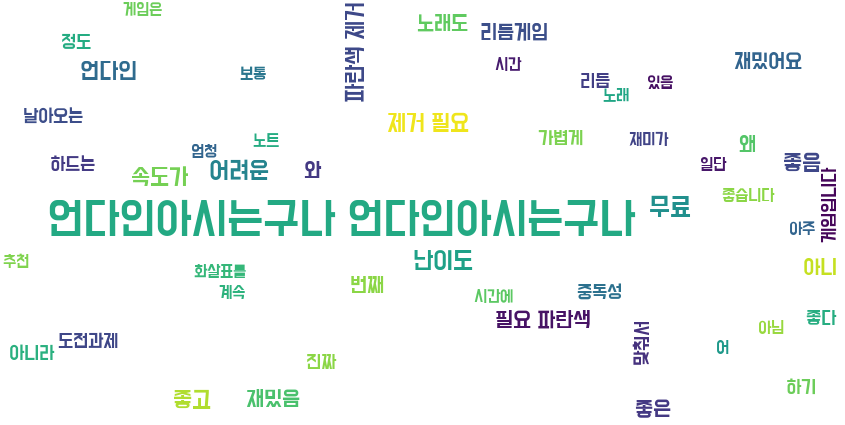 게임은
노래도
리듬게임
정도
파란색 제거
재밌어요
언다인
보통
시간
리듬
있음
노래
날아오는
제거 필요
노트
가볍게
재미가
왜
엄청
하드는
어려운
와
일단
좋음
속도가
좋습니다
게임입니다
언다인아시는구나 언다인아시는구나
무료
아주
추천
화살표를
난이도
아니
계속
번째
시간에
중독성
필요 파란색
좋다
아님
맞춰서
도전과제
아니라
어
진짜
하기
좋고
재밌음
좋은